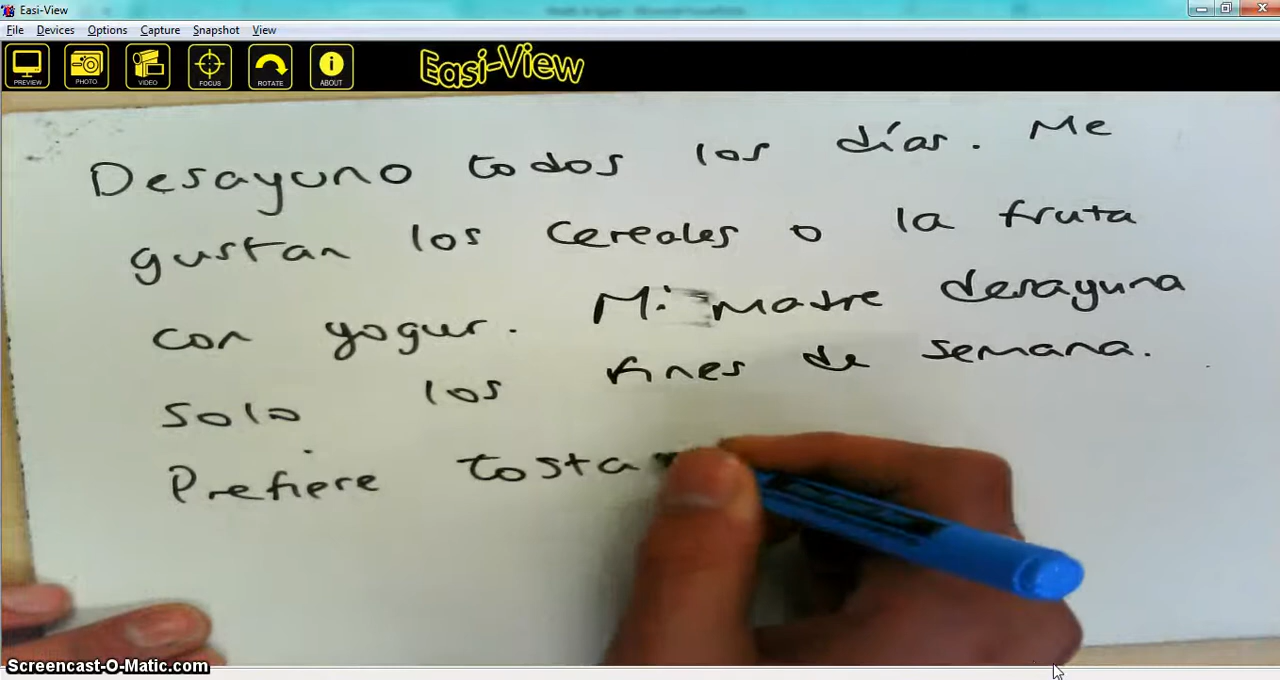 Easi-View
File Devices Options Capture Snapshot View
PREVIEW PHOTO VIDEO FOCUS ROTATE ABOUT
Easi-View
Desayuno todos los días. Me
gustan los cereales o la fruta
con yogur. Mi madre desayuna
solo los fines de semana.
Prefiere tosta
Screencast-O-Matic.com